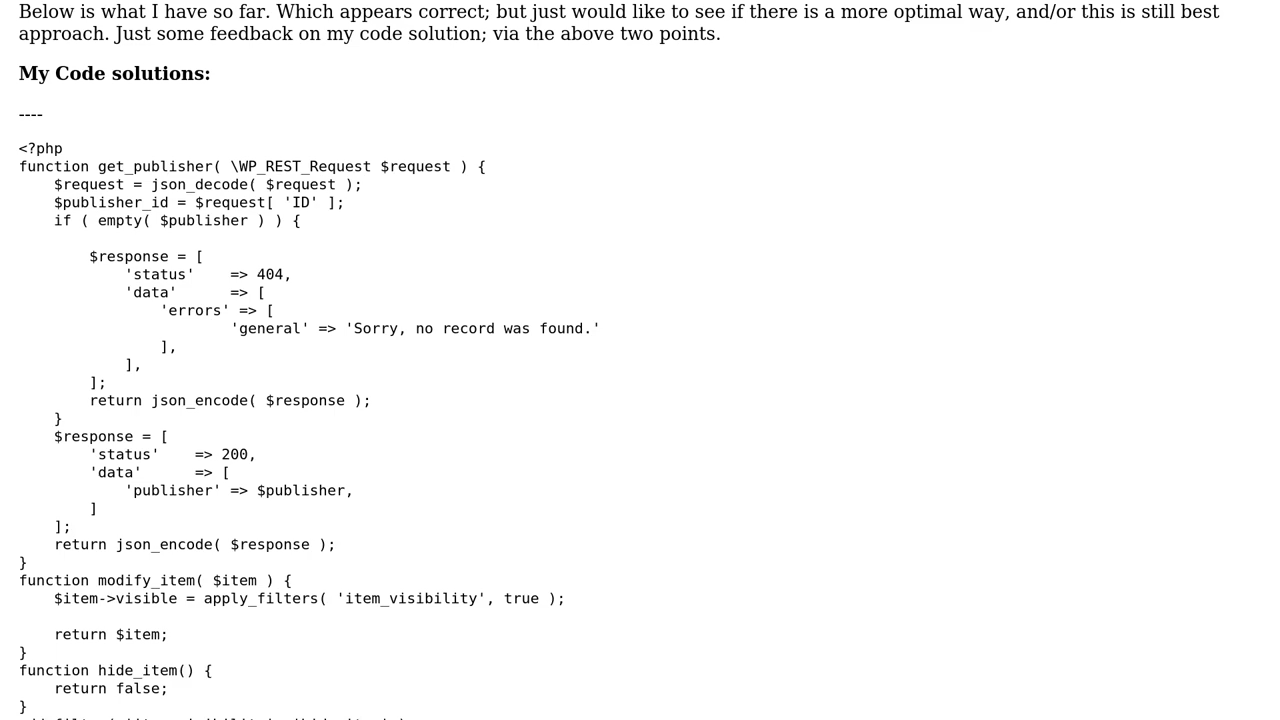 Below is what I have so far. Which appears correct; but just would like to see if there is a more optimal way, and/or this is still best
approach. Just some feedback on my code solution; via the above two points.
My Code solutions:
----
<?php
function get_publisher( \WP_REST_Request $request ) {
    $request = json_decode( $request );
    $publisher_id = $request[ 'ID' ];
    if ( empty( $publisher ) ) {
        $response = [
            'status'    => 404,
            'data'      => [
                'errors' => [
                        'general' => 'Sorry, no record was found.'
                ],
            ],
        ];
        return json_encode( $response );
    }
    $response = [
        'status'    => 200,
        'data'      => [
            'publisher' => $publisher,
        ]
    ];
    return json_encode( $response );
}
function modify_item( $item ) {
    $item->visible = apply_filters( 'item_visibility', true );
    return $item;
}
function hide_item() {
    return false;
}